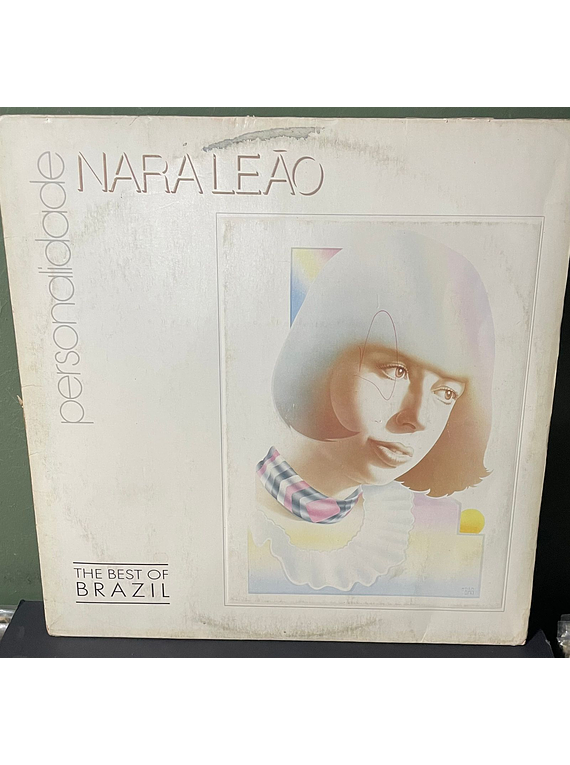 NARA LEÃO
personalidade
THE BEST OF
BRAZIL